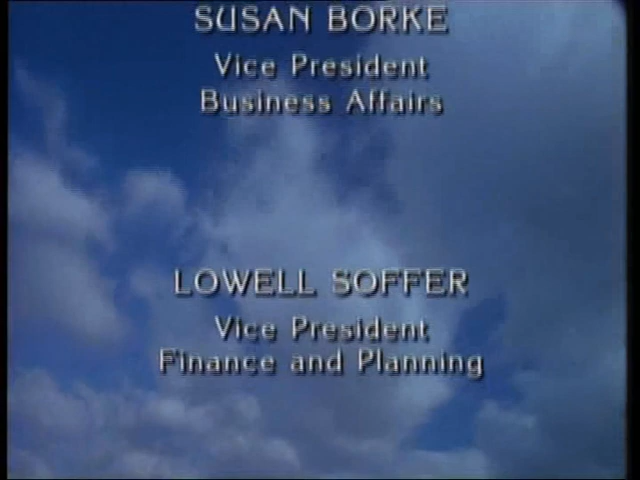 SUSAN BORKE
Vice President
Business Affairs
LOWELL SOFFER
Vice President
Finance and Planning